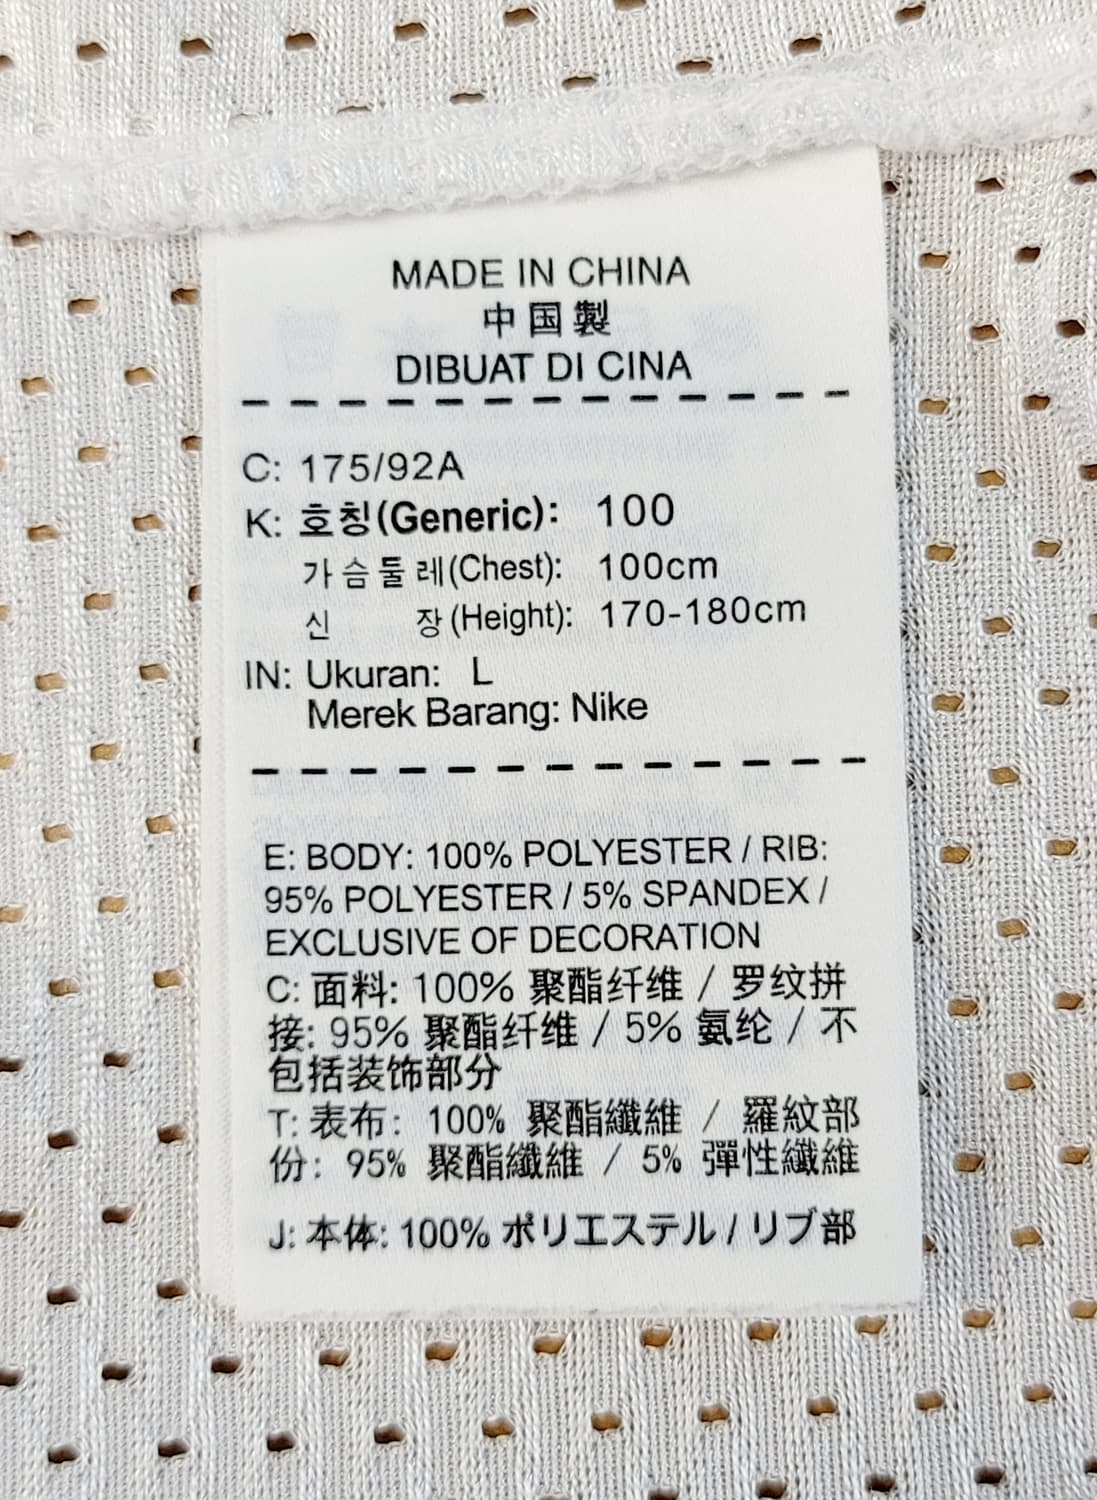 MADE IN CHINA
中国製
DIBUAT DI CINA
C: 175/92A
K: 호칭(Generic): 100
가슴둘레(Chest): 100cm
신 장(Height): 170-180cm
IN: Ukuran: L
Merek Barang: Nike
E: BODY: 100% POLYESTER / RIB:
95% POLYESTER / 5% SPANDEX /
EXCLUSIVE OF DECORATION
C: 面料: 100% 聚酯纤维 / 罗纹拼
接: 95% 聚酯纤维 / 5% 氨纶 / 不
包括装饰部分
T: 表布: 100% 聚酯纖維 / 羅紋部
份: 95% 聚酯纖維 / 5% 彈性纖維
J: 本体: 100% ポリエステル / リブ部